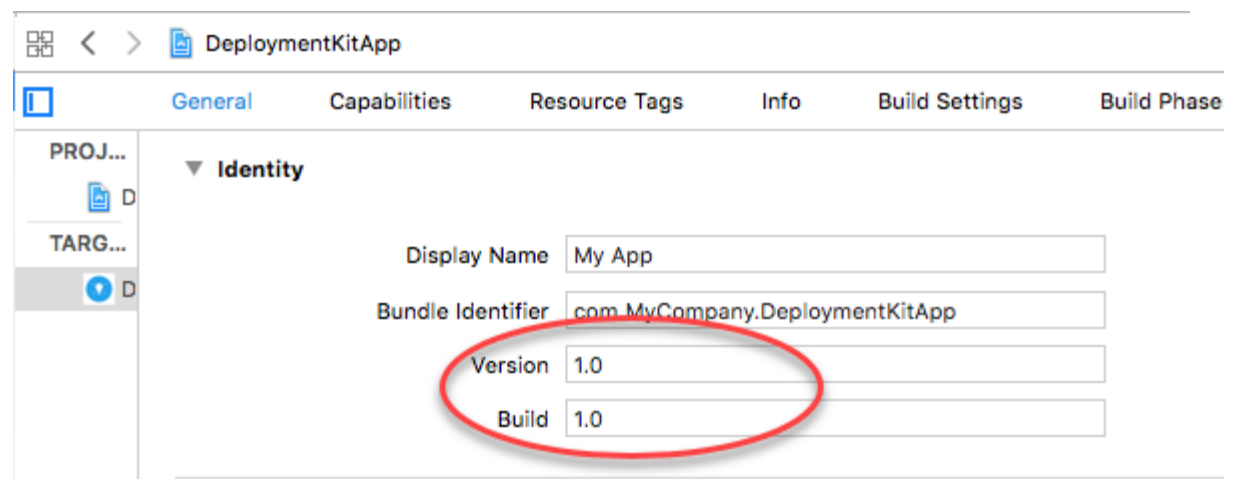 DeploymentKitApp
General Capabilities Resource Tags Info Build Settings Build Phase
PROJ...
Identity
D
TARG...
Display Name My App
D
Bundle Identifier com.MyCompany.DeploymentKitApp
Version 1.0
Build 1.0